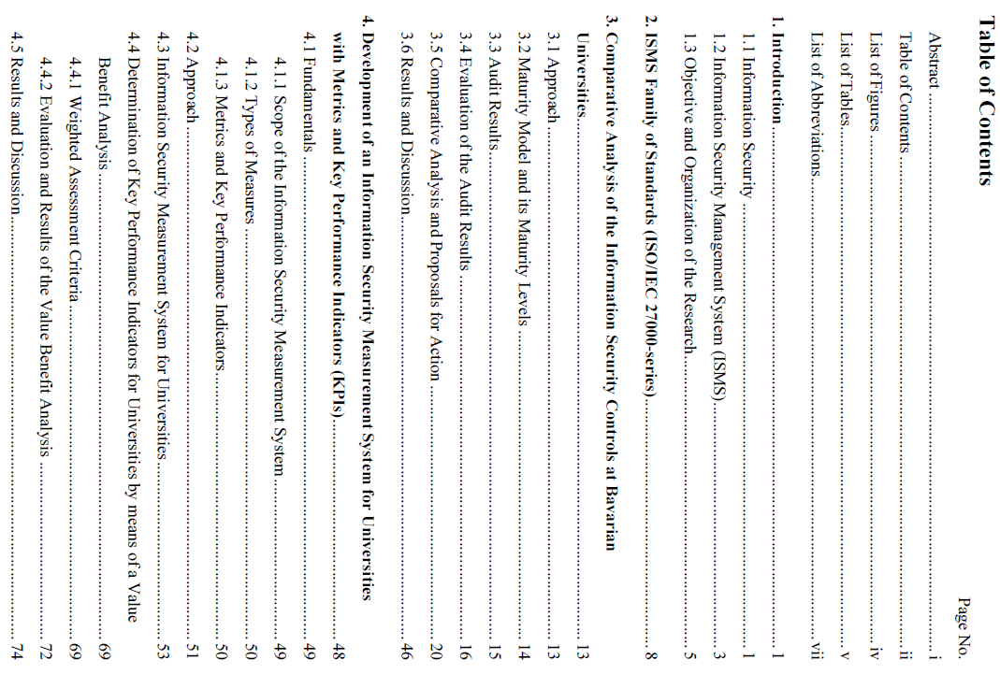 Table of Contents
Page No.
Abstract i
Table of Contents ii
List of Figures iv
List of Tables v
List of Abbreviations vii
1. Introduction 1
1.1 Information Security 1
1.2 Information Security Management System (ISMS) 3
1.3 Objective and Organization of the Research 5
2. ISMS Family of Standards (ISO/IEC 27000-series) 8
3. Comparative Analysis of the Information Security Controls at Bavarian
Universities 13
3.1 Approach 13
3.2 Maturity Model and its Maturity Levels 14
3.3 Audit Results 15
3.4 Evaluation of the Audit Results 16
3.5 Comparative Analysis and Proposals for Action 20
3.6 Results and Discussion 46
4. Development of an Information Security Measurement System for Universities
with Metrics and Key Performance Indicators (KPIs) 48
4.1 Fundamentals 49
4.1.1 Scope of the Information Security Measurement System 49
4.1.2 Types of Measures 50
4.1.3 Metrics and Key Performance Indicators 50
4.2 Approach 51
4.3 Information Security Measurement System for Universities 53
4.4 Determination of Key Performance Indicators for Universities by means of a Value
Benefit Analysis 69
4.4.1 Weighted Assessment Criteria 69
4.4.2 Evaluation and Results of the Value Benefit Analysis 72
4.5 Results and Discussion 74